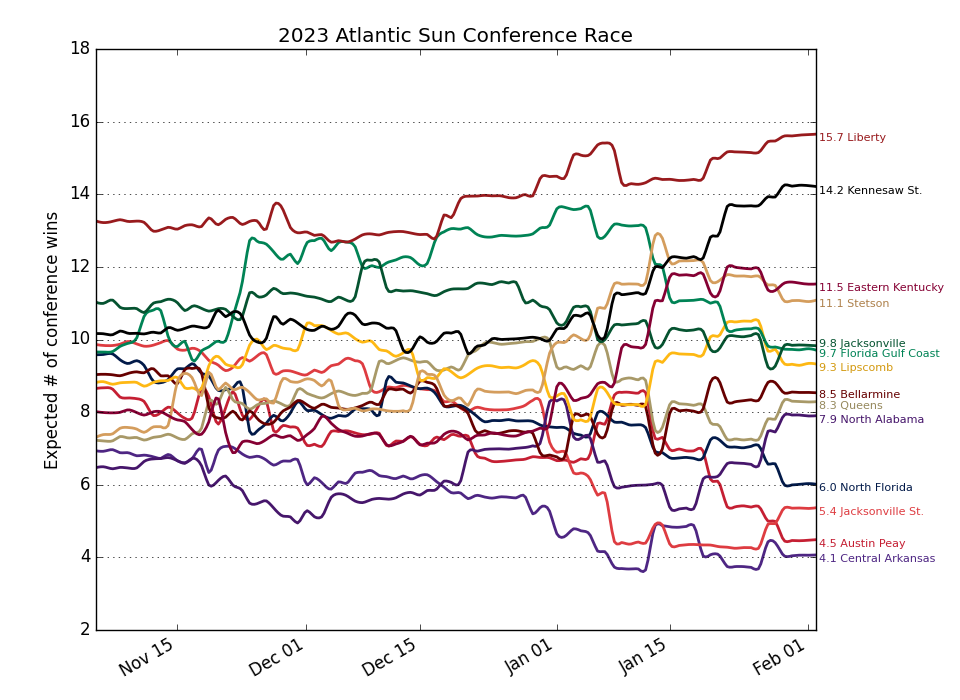 2023 Atlantic Sun Conference Race
Expected # of conference wins
18
16
14
12
10
8
6
4
2
15.7 Liberty
14.2 Kennesaw St.
11.5 Eastern Kentucky
11.1 Stetson
9.8 Jacksonville
9.7 Florida Gulf Coast
9.3 Lipscomb
8.5 Bellarmine
8.3 Queens
7.9 North Alabama
6.0 North Florida
5.4 Jacksonville St.
4.5 Austin Peay
4.1 Central Arkansas
Nov 15
Dec 01
Dec 15
Jan 01
Jan 15
Feb 01